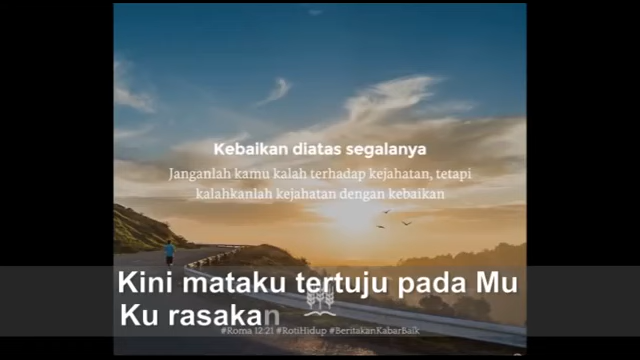 Kebaikan diatas segalanya
Janganlah kamu kalah terhadap kejahatan, tetapi
kalahkanlah kejahatan dengan kebaikan
Kini mataku tertuju pada Mu
Ku rasakan
#Roma 12:21 #RotiHidup #BeritakanKabarBaik